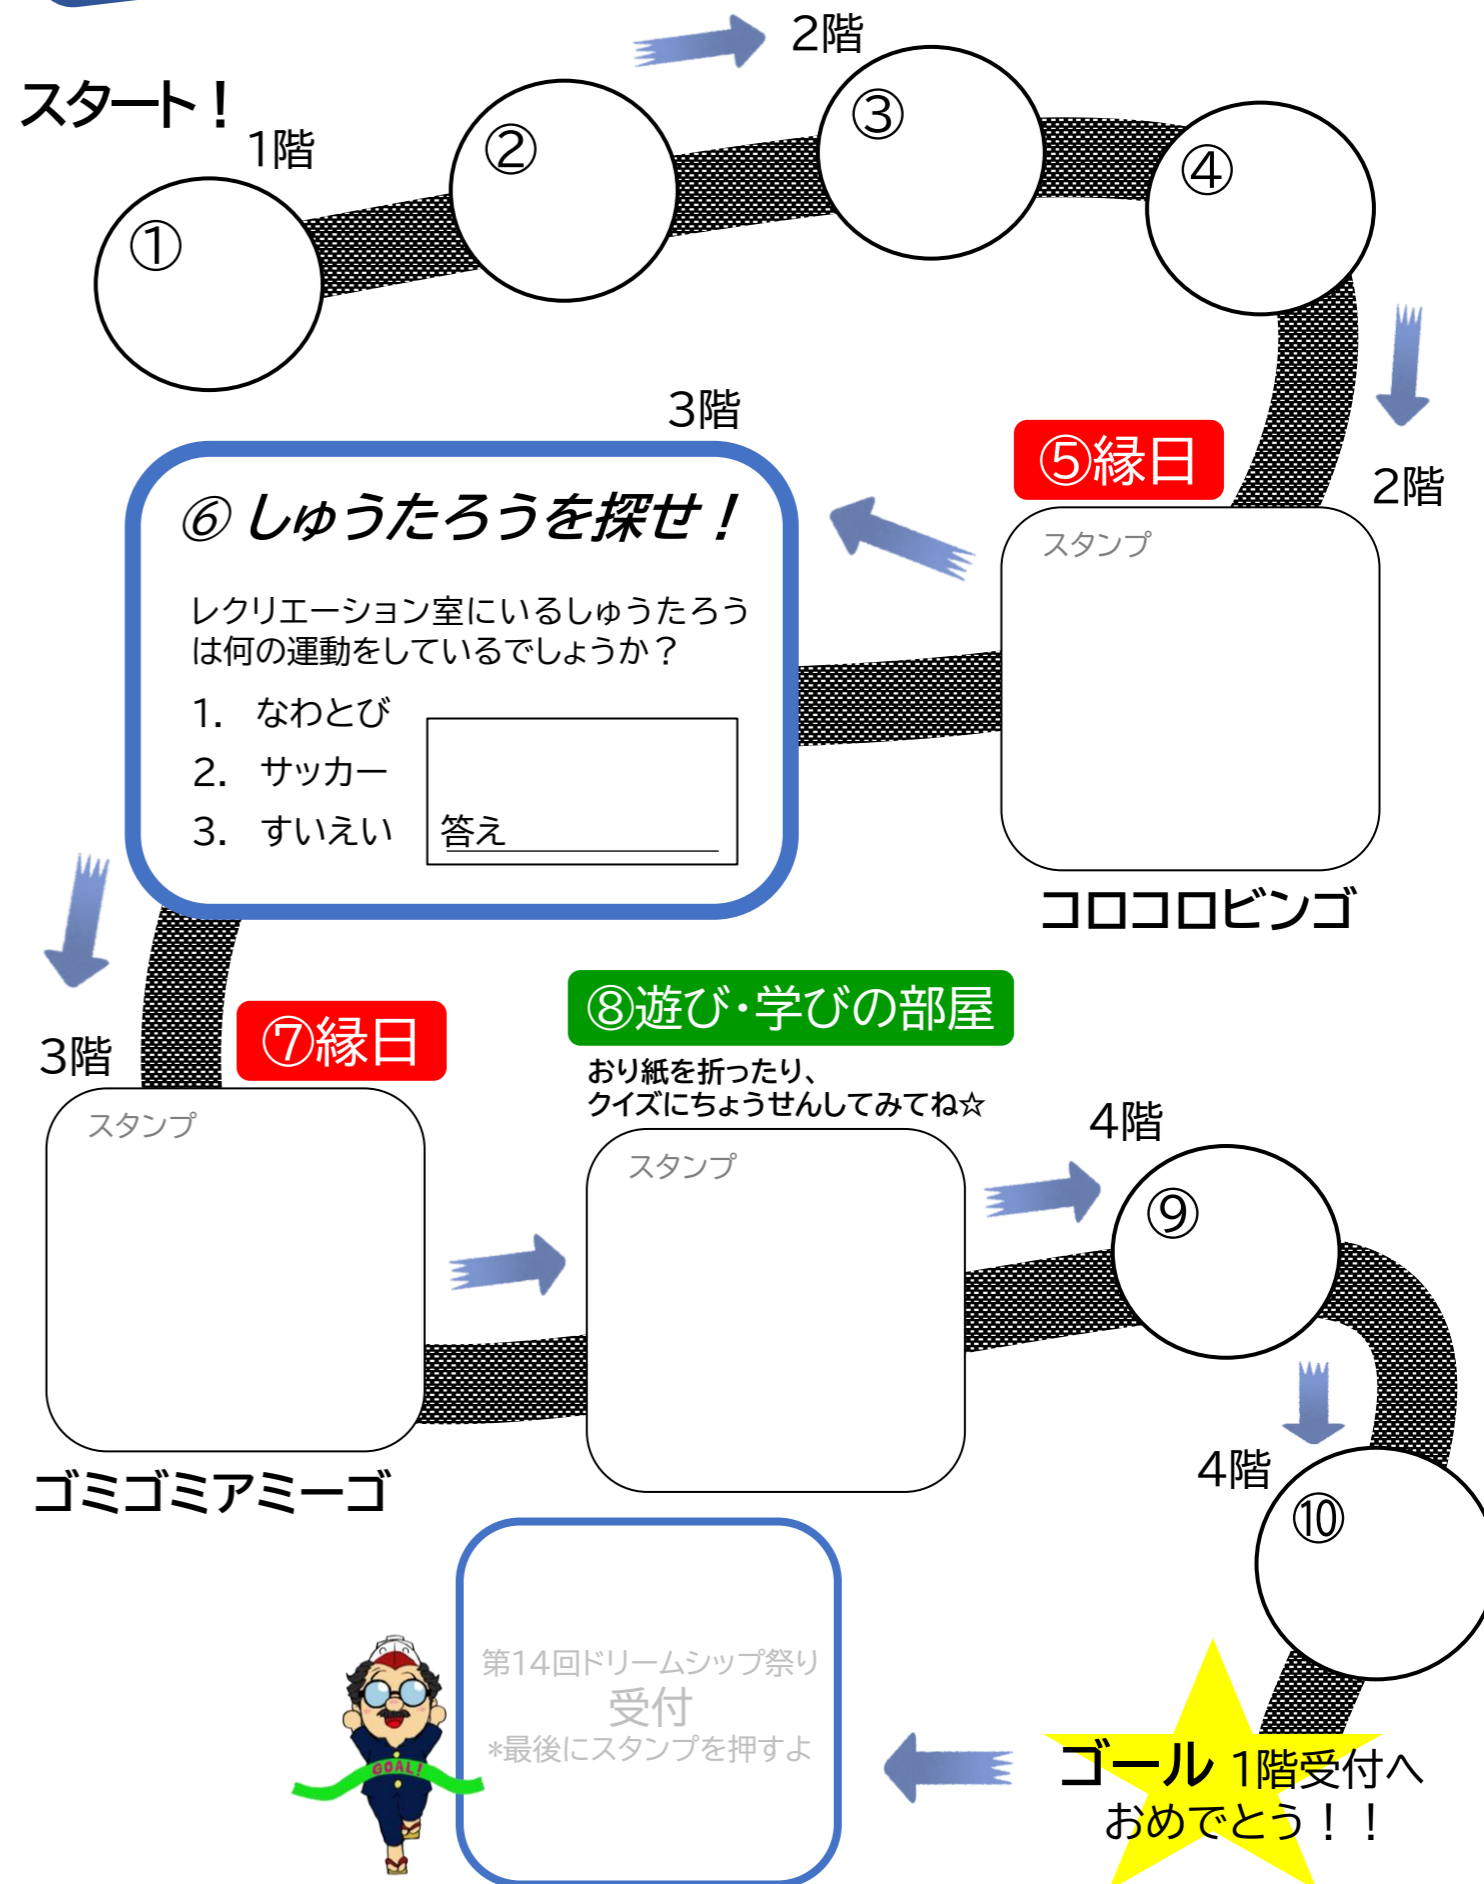 スタート！
1階
①
②
2階
③
④
2階
⑤縁日
スタンプ
コロコロビンゴ
3階
⑥ しゅうたろうを探せ！
レクリエーション室にいるしゅうたろう
は何の運動をしているでしょうか？
1. なわとび
2. サッカー
3. すいえい
答え
3階
⑦縁日
スタンプ
ゴミゴミアミーゴ
⑧遊び・学びの部屋
おり紙を折ったり、
クイズにちょうせんしてみてね☆
スタンプ
4階
⑨
4階
⑩
ゴール 1階受付へ
おめでとう！！
第14回ドリームシップ祭り
受付
*最後にスタンプを押すよ
GOAL!